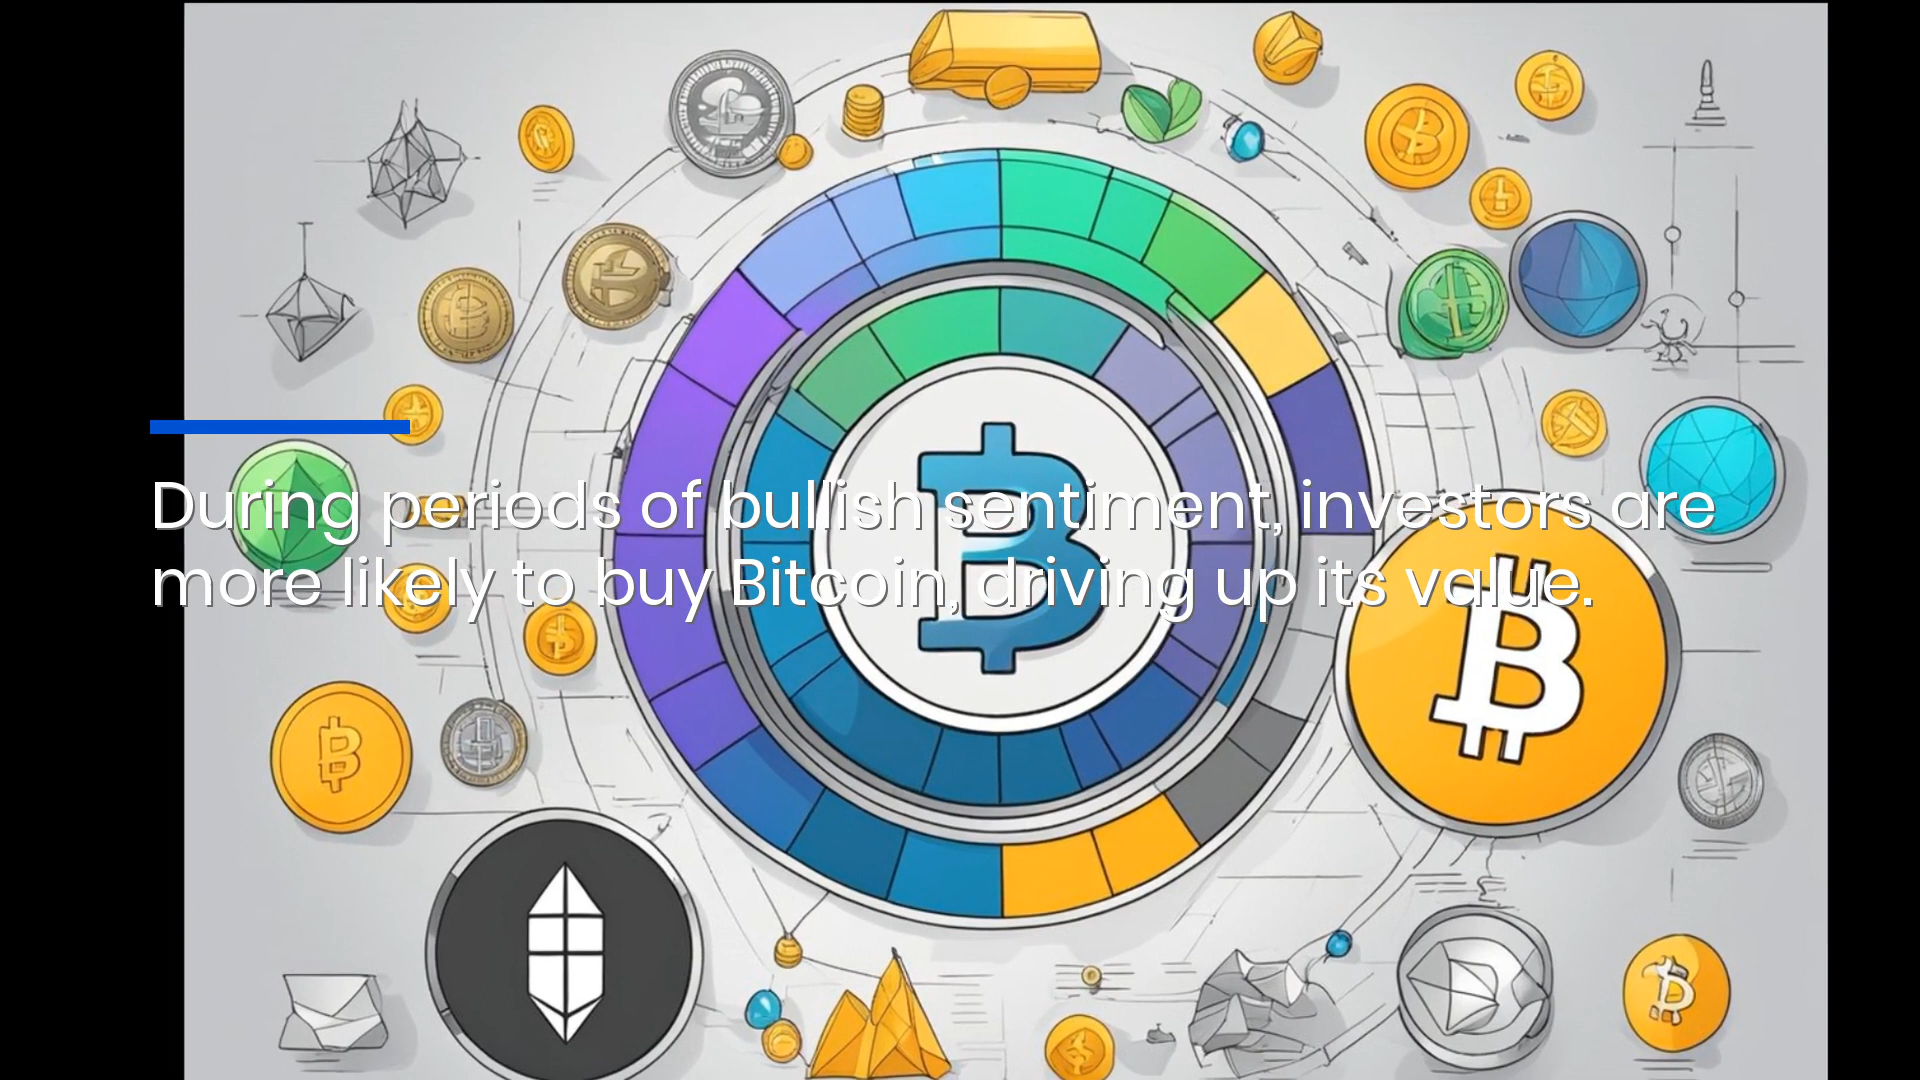 During periods of bullish sentiment, investors are
more likely to buy Bitcoin, driving up its value.